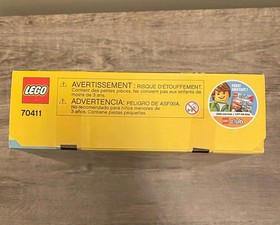 LEGO
70411
AVERTISSEMENT : RISQUE D'ÉTOUFFEMENT.
Contient des petites pièces. Ne convient pas aux enfants de
moins de 3 ans.
ADVERTENCIA: PELIGRO DE ASFIXIA.
No recomendado para niños menores de
3 años. Contiene piezas pequeñas.